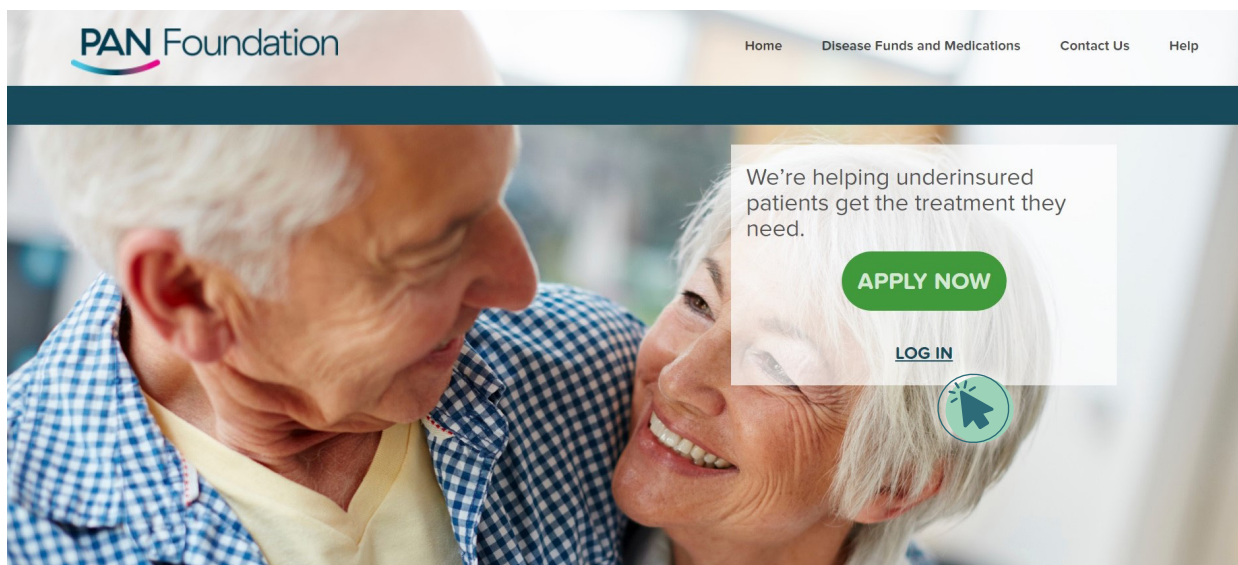 PAN Foundation
Home Disease Funds and Medications Contact Us Help
We're helping underinsured
patients get the treatment they
need.
APPLY NOW
LOG IN